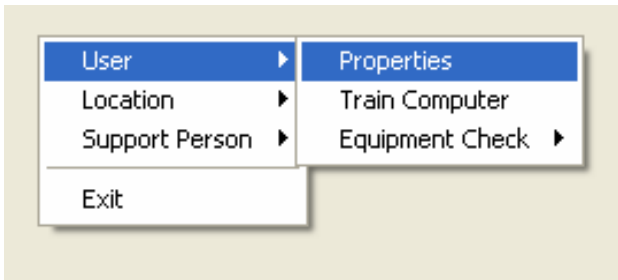 User
Location
Support Person
Exit
Properties
Train Computer
Equipment Check